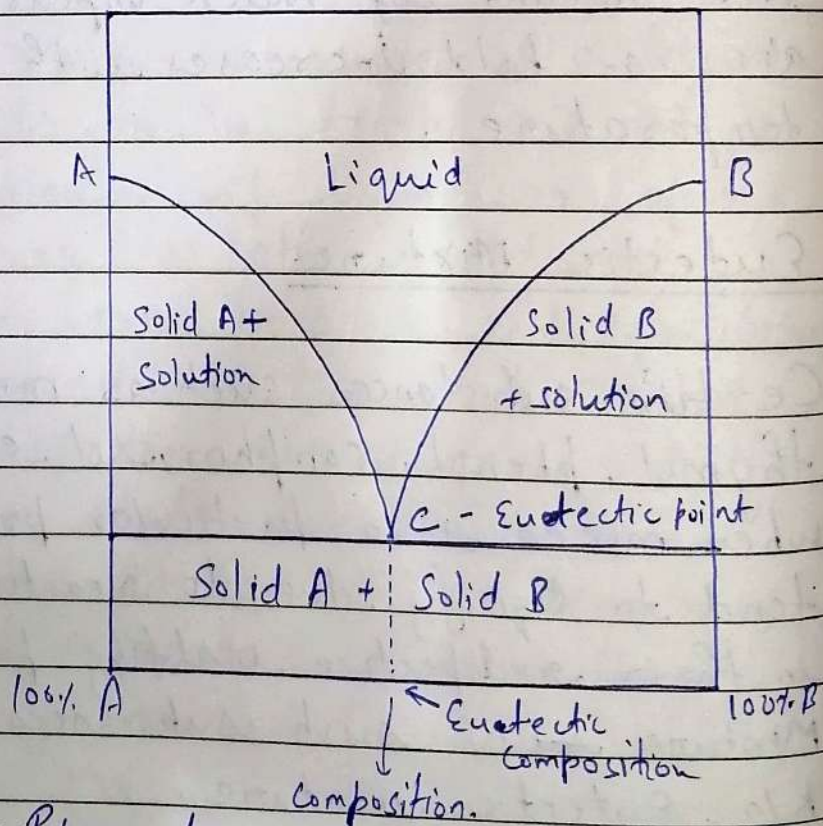 A
Liquid
B
Solid A+
Solution
Solid B
+ solution
C - Eutectic point
Solid A + Solid B
100% A
100% B
Eutectic
composition
Composition.